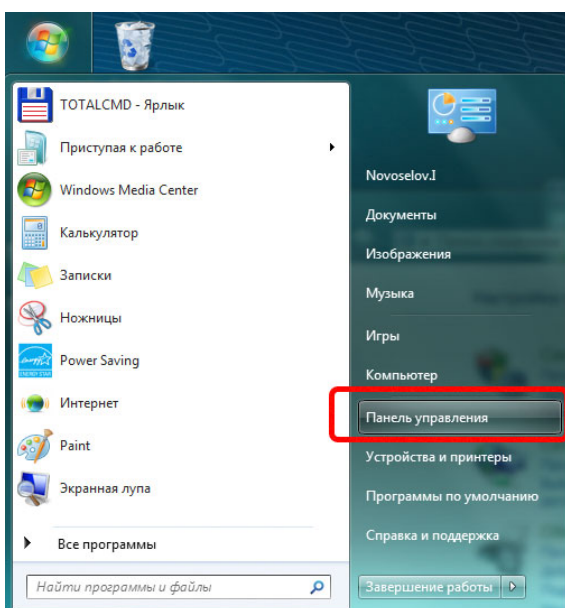 TOTALCMD - Ярлык
Приступая к работе
Windows Media Center
Калькулятор
Записки
Ножницы
Power Saving
ENERGY STAR
Интернет
Paint
Экранная лупа
Все программы
Найти программы и файлы
Novoselov.I
Документы
Изображения
Музыка
Игры
Компьютер
Панель управления
Устройства и принтеры
Программы по умолчанию
Справка и поддержка
Завершение работы